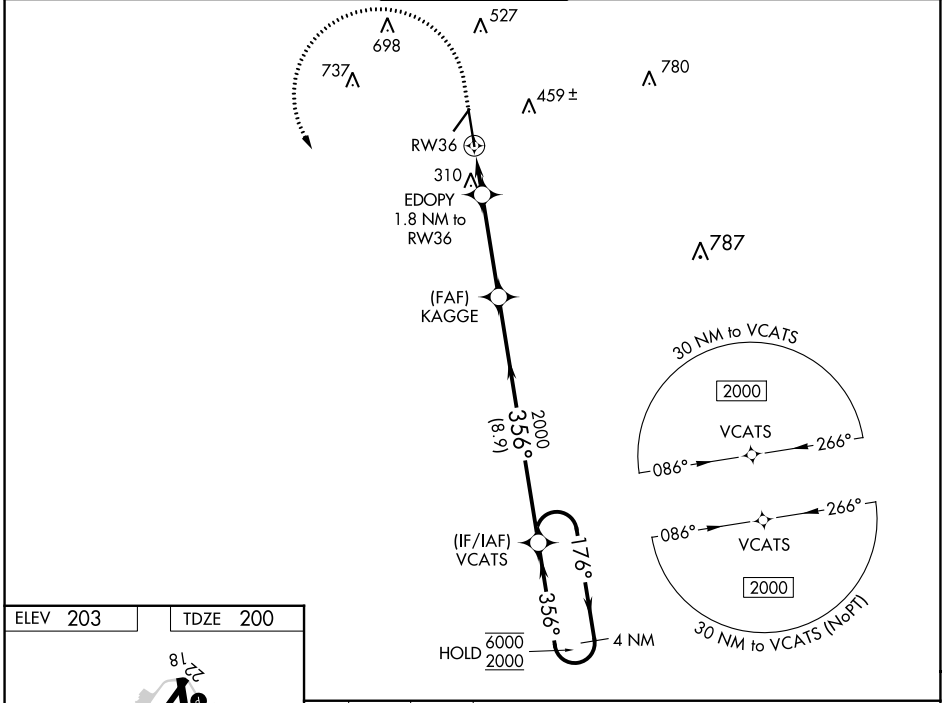 527
698
737
780
459 ±
RW36
310
EDOPY
1.8 NM to
RW36
787
(FAF)
KAGGE
30 NM to VCATS
2000
VCATS
086°
266°
2000
356°
(8.9)
086°
266°
VCATS
2000
30 NM to VCATS (NoPT)
(IF/IAF)
VCATS
176°
356°
4 NM
HOLD 6000
2000
ELEV 203
TDZE 200
22
18